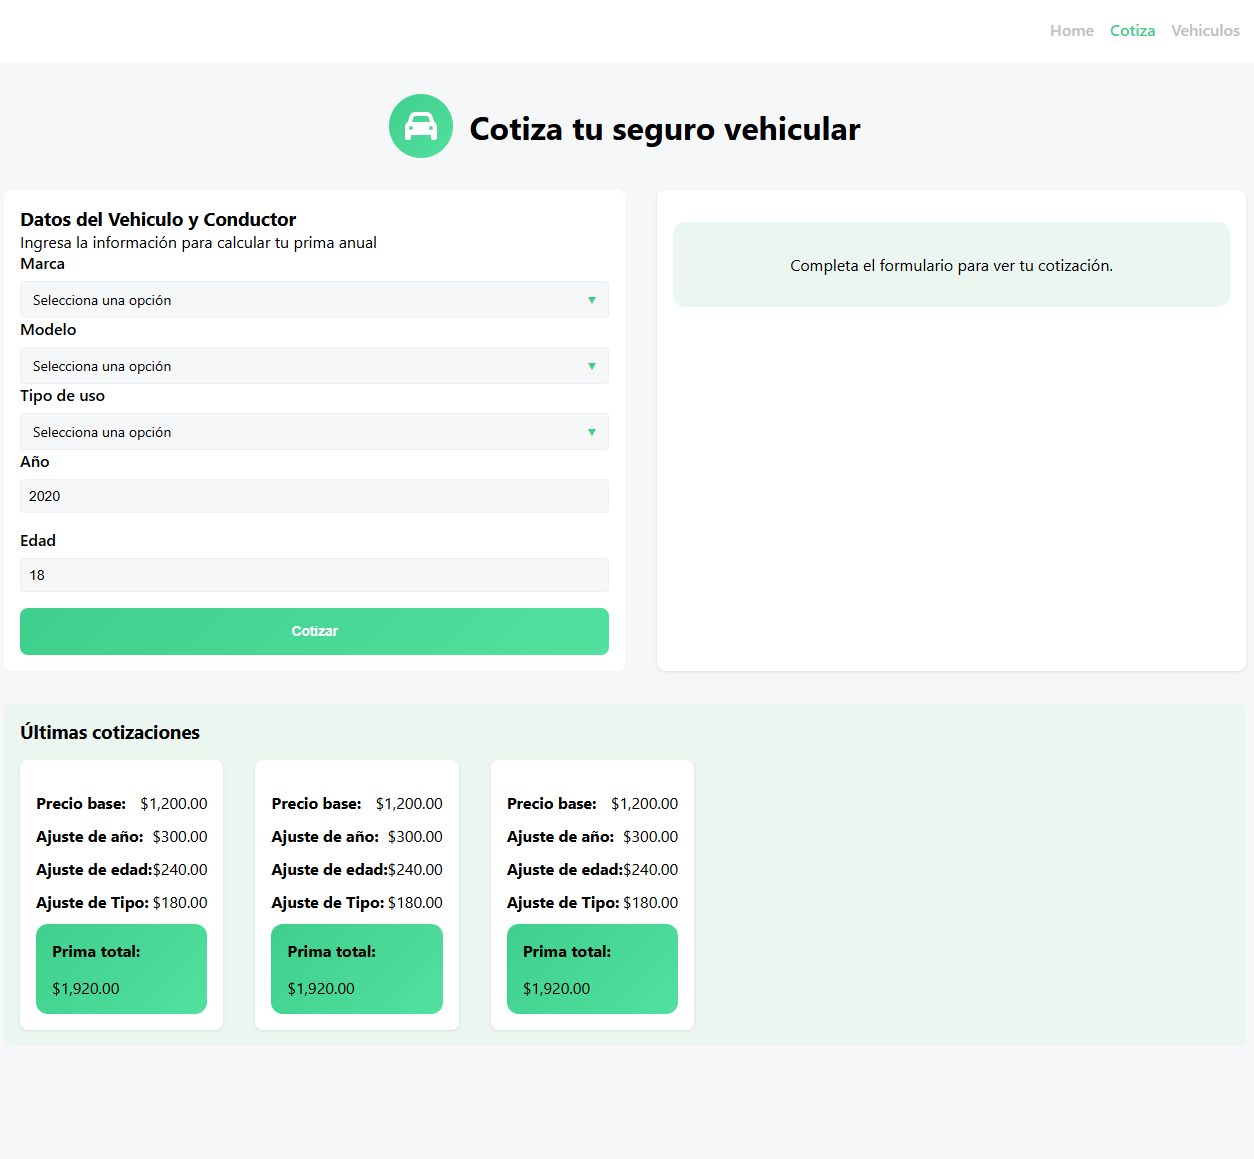 Home Cotiza Vehiculos
Cotiza tu seguro vehicular
Datos del Vehiculo y Conductor
Ingresa la información para calcular tu prima anual
Marca
Selecciona una opción
Modelo
Selecciona una opción
Tipo de uso
Selecciona una opción
Año
2020
Edad
18
Cotizar
Completa el formulario para ver tu cotización.
Últimas cotizaciones
Precio base: $1,200.00
Ajuste de año: $300.00
Ajuste de edad:$240.00
Ajuste de Tipo: $180.00
Prima total:
$1,920.00
Precio base: $1,200.00
Ajuste de año: $300.00
Ajuste de edad:$240.00
Ajuste de Tipo: $180.00
Prima total:
$1,920.00
Precio base: $1,200.00
Ajuste de año: $300.00
Ajuste de edad:$240.00
Ajuste de Tipo: $180.00
Prima total:
$1,920.00